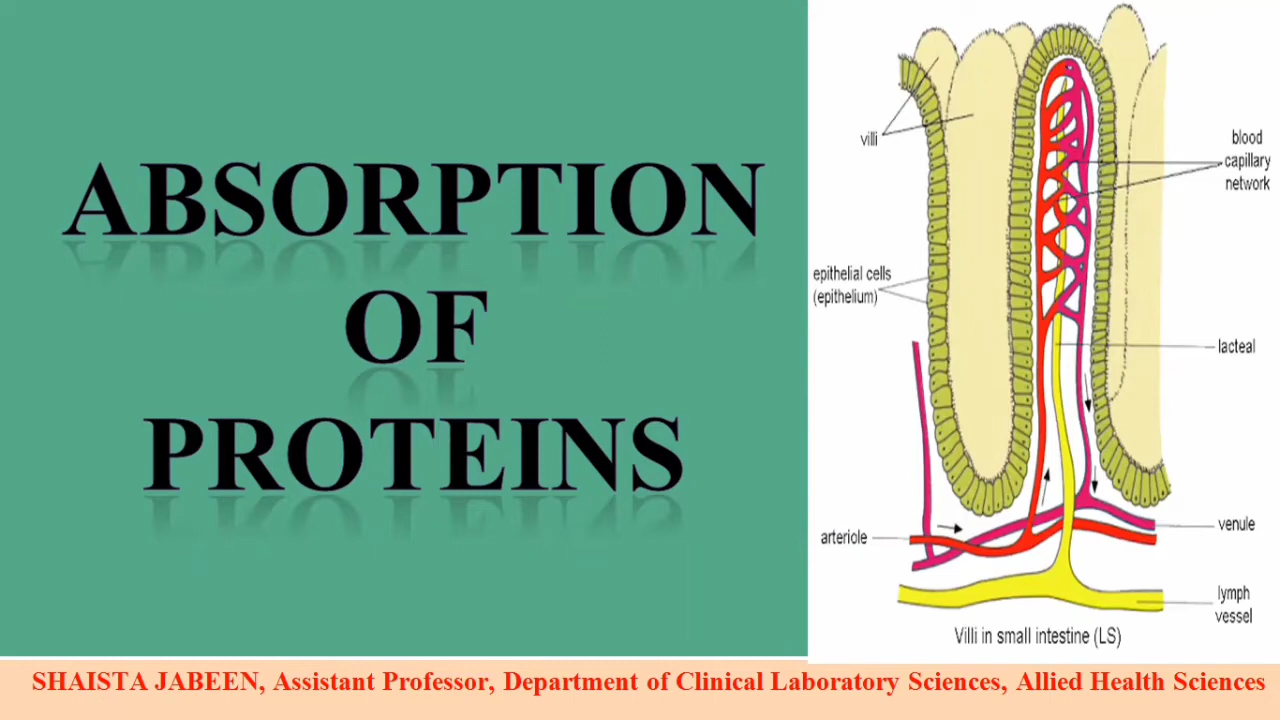 ABSORPTION
OF
PROTEINS
villi
blood
capillary
network
epithelial cells
(epithelium)
lacteal
arteriole
venule
lymph
vessel
Villi in small intestine (LS)
SHAISTA JABEEN, Assistant Professor, Department of Clinical Laboratory Sciences, Allied Health Sciences